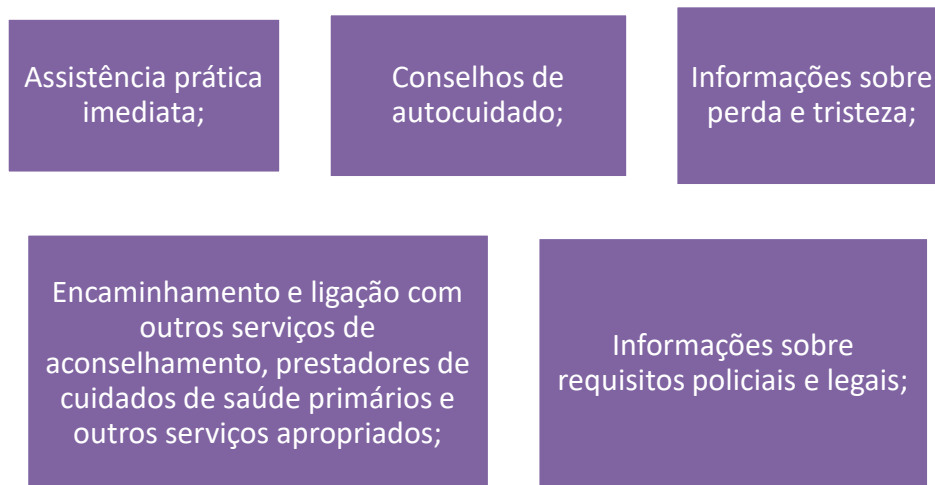 Assistência prática
imediata;
Conselhos de
autocuidado;
Informações sobre
perda e tristeza;
Encaminhamento e ligação com
outros serviços de
aconselhamento, prestadores de
cuidados de saúde primários e
outros serviços apropriados;
Informações sobre
requisitos policiais e legais;